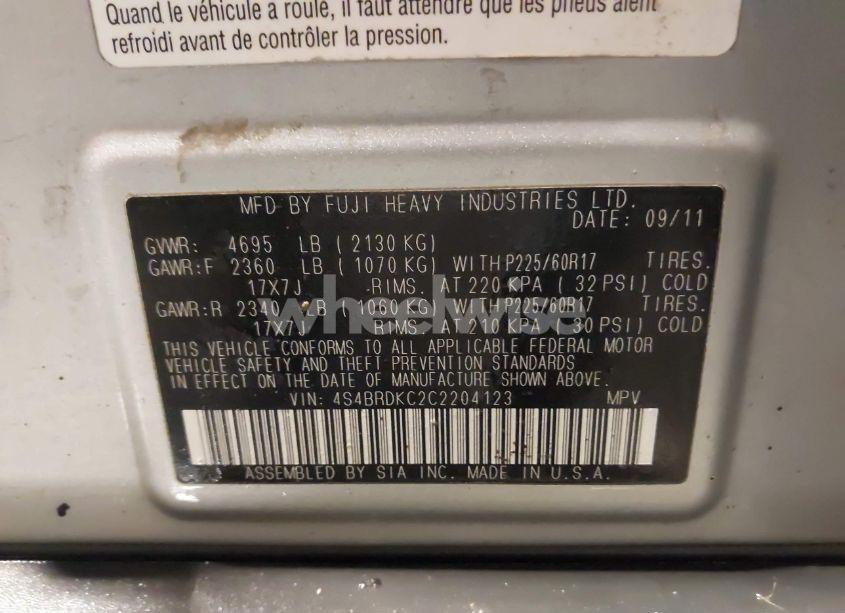 Quand le véhicule a roulé, il faut attendre que les pneus aient
refroidi avant de contrôler la pression.
MFD BY FUJI HEAVY INDUSTRIES LTD.
DATE: 09/11
GVWR: 4695 LB ( 2130 KG)
GAWR:F 2360 LB ( 1070 KG) WITH P225/60R17 TIRES.
17X7J RIMS. AT 220 KPA ( 32 PSI) COLD
GAWR:R 2340 LB ( 1060 KG) WITH P225/60R17 TIRES.
17X7J RIMS. AT 210 KPA ( 30 PSI) COLD
wheelwise
THIS VEHICLE CONFORMS TO ALL APPLICABLE FEDERAL MOTOR
VEHICLE SAFETY AND THEFT PREVENTION STANDARDS
IN EFFECT ON THE DATE OF MANUFACTURE SHOWN ABOVE.
VIN: 4S4BRDKC2C2204123 MPV
ASSEMBLED BY SIA INC. MADE IN U.S.A.